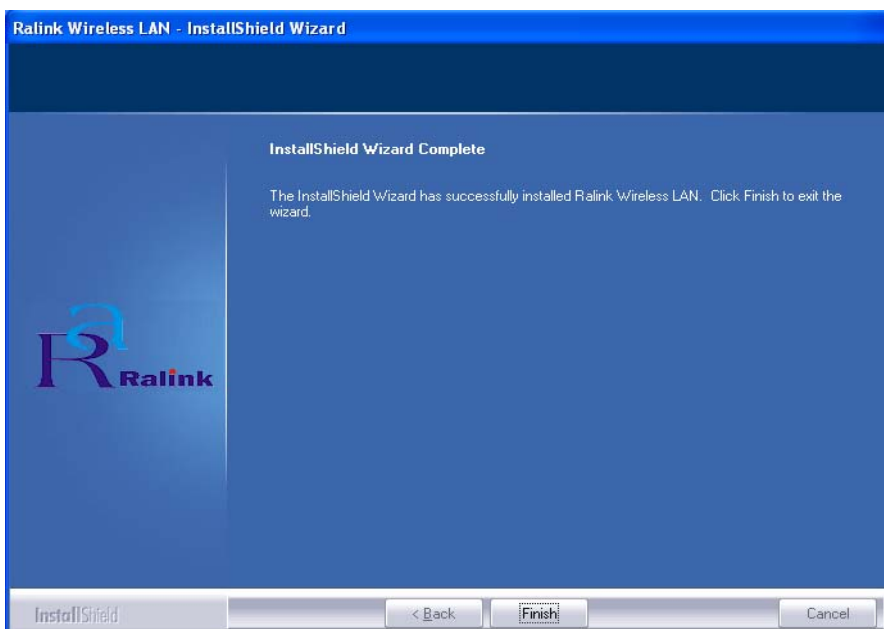 Ralink Wireless LAN - InstallShield Wizard
InstallShield Wizard Complete
The InstallShield Wizard has successfully installed Ralink Wireless LAN. Click Finish to exit the
wizard.
Ra
Ralink
InstallShield
< Back
Finish
Cancel